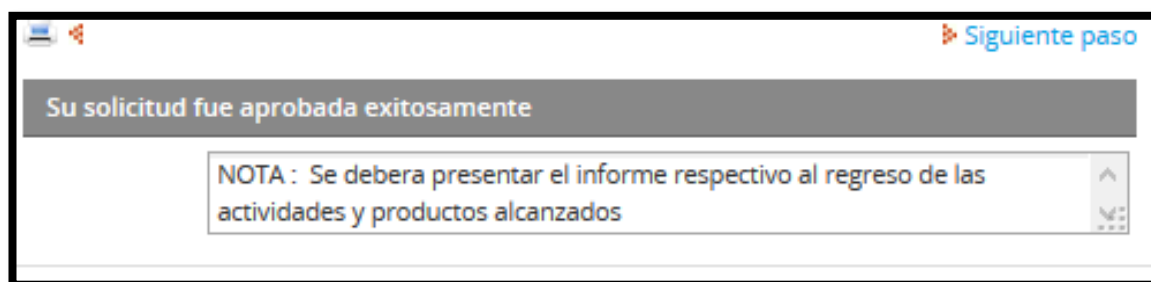 Siguiente paso
Su solicitud fue aprobada exitosamente
NOTA :  Se debera presentar el informe respectivo al regreso de las
actividades y productos alcanzados